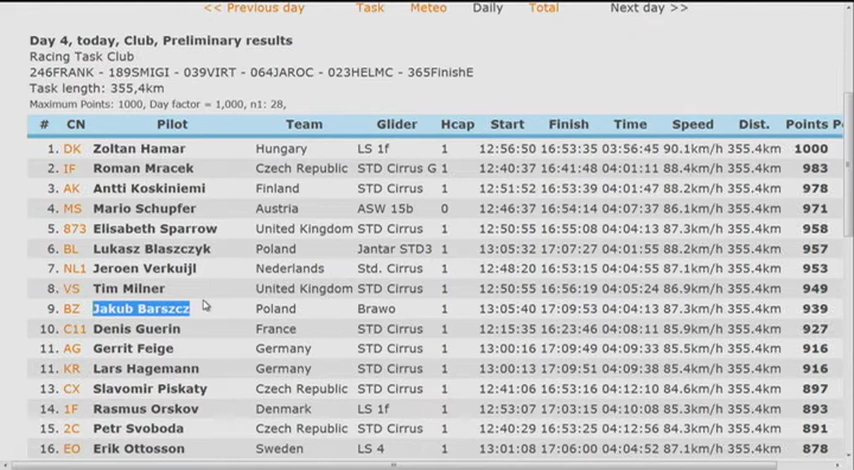 << Previous day Task Meteo Daily Total Next day >>
Day 4, today, Club, Preliminary results
Racing Task Club
246FRANK - 189SMIGI - 039VIRT - 064JAROC - 023HELMC - 365FinishE
Task length: 355,4km
Maximum Points: 1000, Day factor = 1,000, n1: 28,
# CN Pilot Team Glider Hcap Start Finish Time Speed Dist. Points P
1. DK Zoltan Hamar Hungary LS 1f 1 12:56:50 16:53:35 03:56:45 90.1km/h 355.4km 1000
2. IF Roman Mracek Czech Republic STD Cirrus G 1 12:40:37 16:41:48 04:01:11 88.4km/h 355.4km 983
3. AK Antti Koskiniemi Finland STD Cirrus 1 12:51:52 16:53:39 04:01:47 88.2km/h 355.4km 978
4. MS Mario Schupfer Austria ASW 15b 0 12:46:37 16:54:14 04:07:37 86.1km/h 355.4km 971
5. 873 Elisabeth Sparrow United Kingdom STD Cirrus 1 12:50:55 16:55:08 04:04:13 87.3km/h 355.4km 958
6. BL Lukasz Blaszczyk Poland Jantar STD3 1 13:05:32 17:07:27 04:01:55 88.2km/h 355.4km 957
7. NL1 Jeroen Verkuijl Nederlands Std. Cirrus 1 12:48:20 16:53:15 04:04:55 87.1km/h 355.4km 953
8. VS Tim Milner United Kingdom STD Cirrus 1 12:50:55 16:56:19 04:05:24 86.9km/h 355.4km 949
9. BZ Jakub Barszcz Poland Brawo 1 13:05:40 17:09:53 04:04:13 87.3km/h 355.4km 939
10. C11 Denis Guerin France STD Cirrus 1 12:15:35 16:23:46 04:08:11 85.9km/h 355.4km 927
11. AG Gerrit Feige Germany STD Cirrus 1 13:00:16 17:09:49 04:09:33 85.5km/h 355.4km 916
11. KR Lars Hagemann Germany STD Cirrus 1 13:00:13 17:09:51 04:09:38 85.4km/h 355.4km 916
13. CX Slavomir Piskaty Czech Republic STD Cirrus 1 12:41:06 16:53:16 04:12:10 84.6km/h 355.4km 897
14. 1F Rasmus Orskov Denmark LS 1f 1 12:53:07 17:03:15 04:10:08 85.3km/h 355.4km 893
15. 2C Petr Svoboda Czech Republic STD Cirrus 1 12:40:29 16:53:25 04:12:56 84.3km/h 355.4km 891
16. EO Erik Ottosson Sweden LS 4 1 13:01:08 17:06:00 04:04:52 87.1km/h 355.4km 878